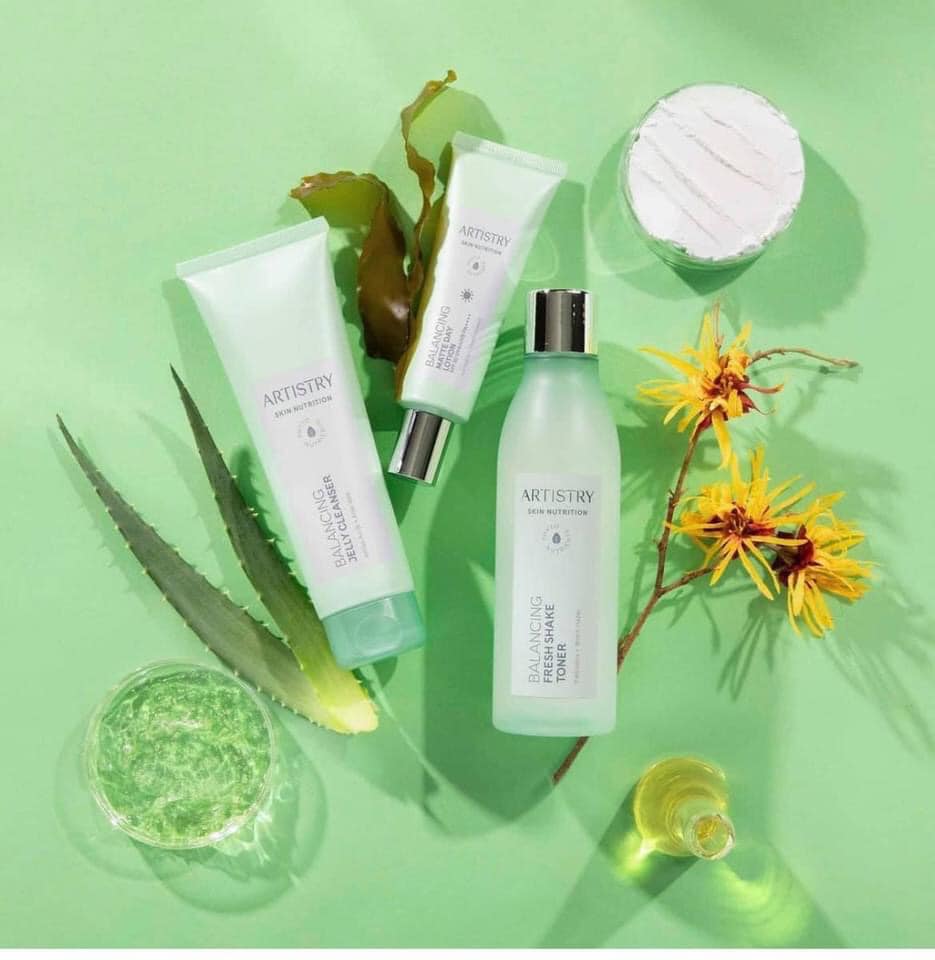 ARTISTRY
SKIN NUTRITION
BALANCING
JELLY CLEANSER
ARTISTRY
SKIN NUTRITION
BALANCING
MATTE DAY
LOTION
ARTISTRY
SKIN NUTRITION
BALANCING
FRESH SHAKE
TONER